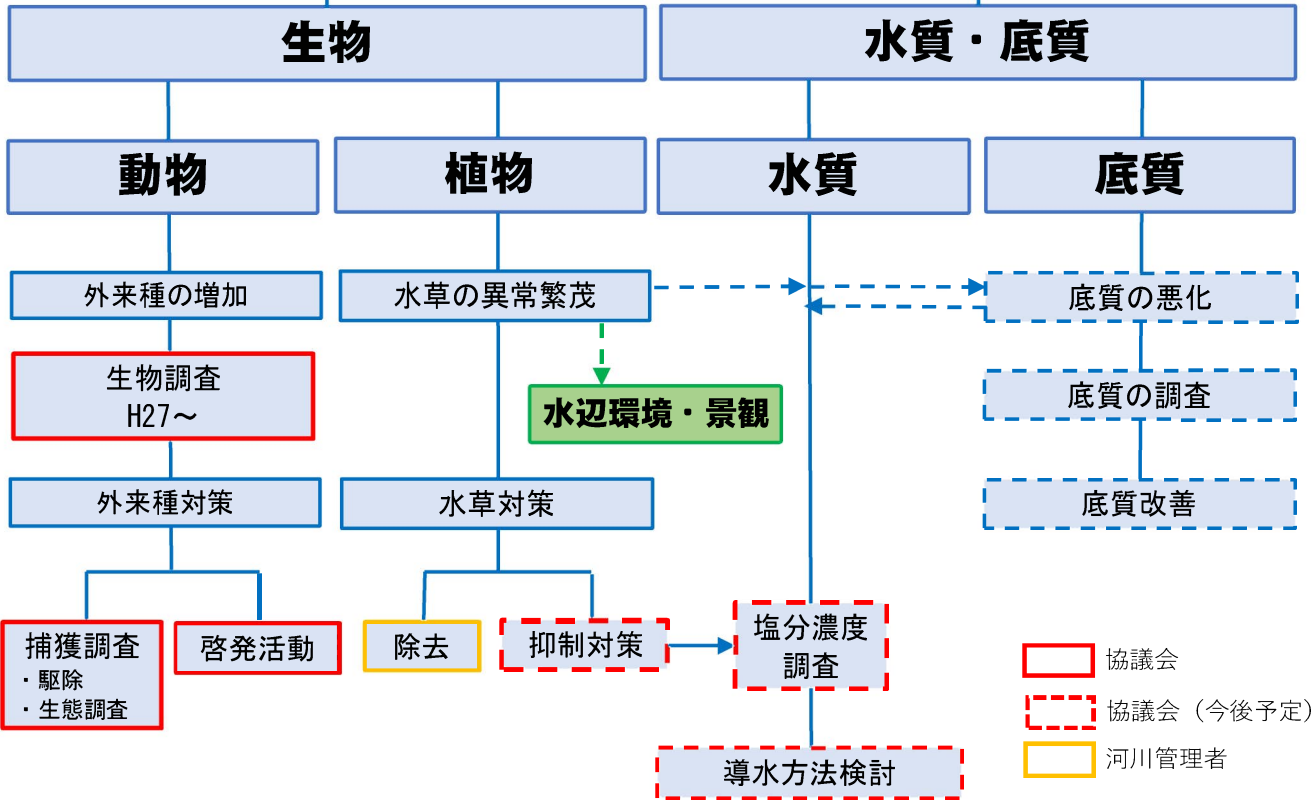 生物
水質・底質
動物
植物
水質
底質
外来種の増加
水草の異常繁茂
底質の悪化
生物調査
H27～
水辺環境・景観
底質の調査
外来種対策
水草対策
底質改善
捕獲調査
・駆除
・生態調査
啓発活動
除去
抑制対策
塩分濃度
調査
導水方法検討
協議会
協議会（今後予定）
河川管理者